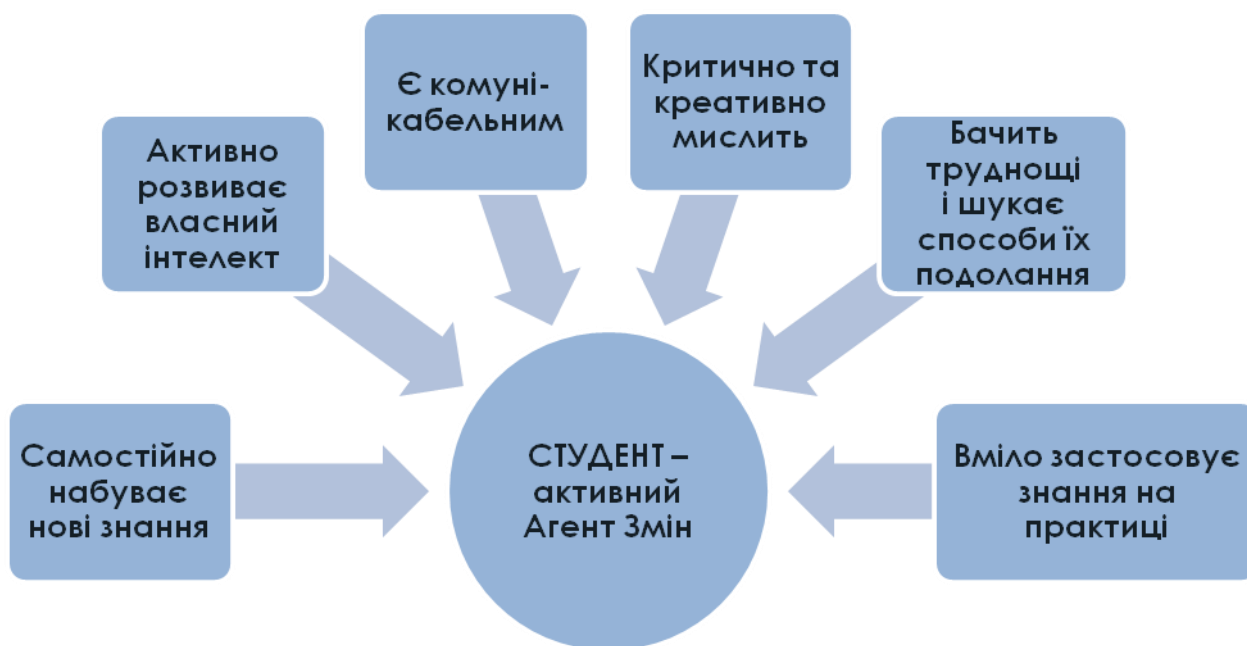 Самостійно
набуває
нові знання
Активно
розвиває
власний
інтелект
Є комуні-
кабельним
Критично та
креативно
мислить
Бачить
труднощі
і шукає
способи їх
подолання
Вміло застосовує
знання на
практиці
СТУДЕНТ –
активний
Агент Змін